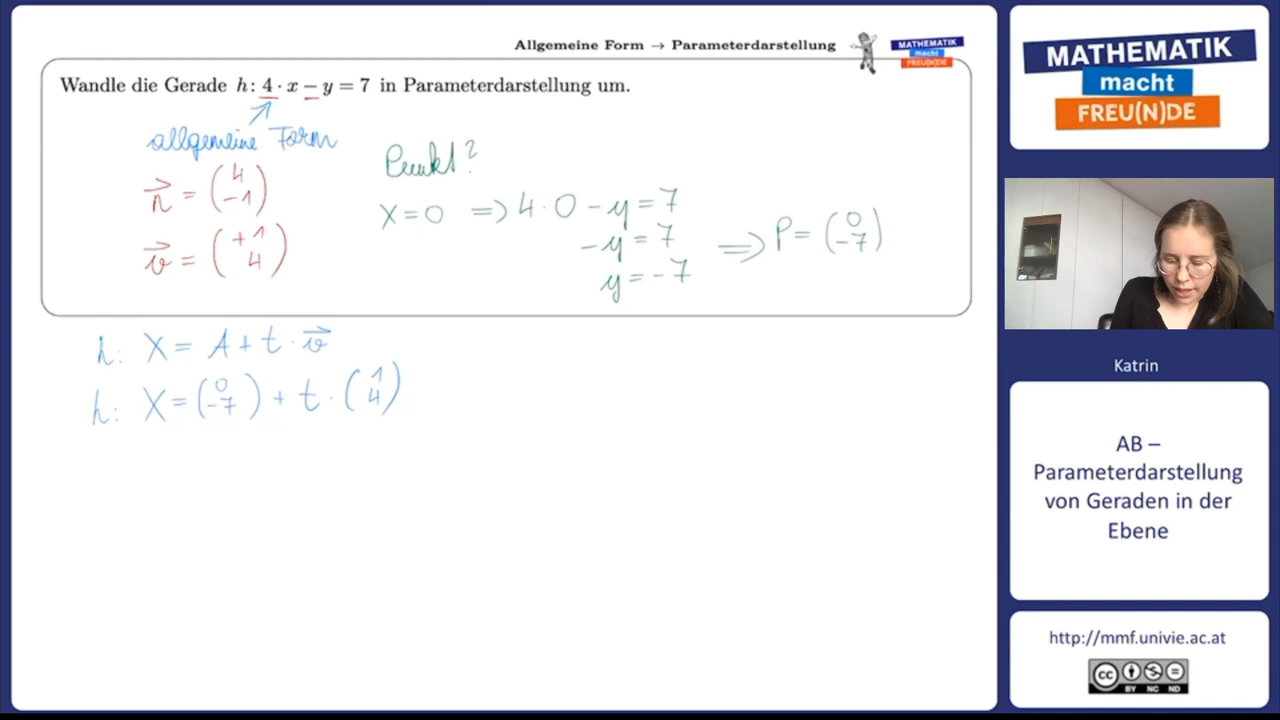 Allgemeine Form → Parameterdarstellung
MATHEMATIK
macht
FREU(N)DE
Wandle die Gerade h: 4 · x − y = 7 in Parameterdarstellung um.
allgemeine Form
n⃗ = (4 −1)
v⃗ = (+1 4)
Punkt?
X = 0 ⇒ 4 · 0 − y = 7
−y = 7
y = −7
⇒ P = (0 −7)
h: X = A + t · v⃗
h: X = (0 −7) + t · (1 4)
MATHEMATIK
macht
FREU(N)DE
Katrin
AB –
Parameterdarstellung
von Geraden in der
Ebene
http://mmf.univie.ac.at
cc
BY NC ND